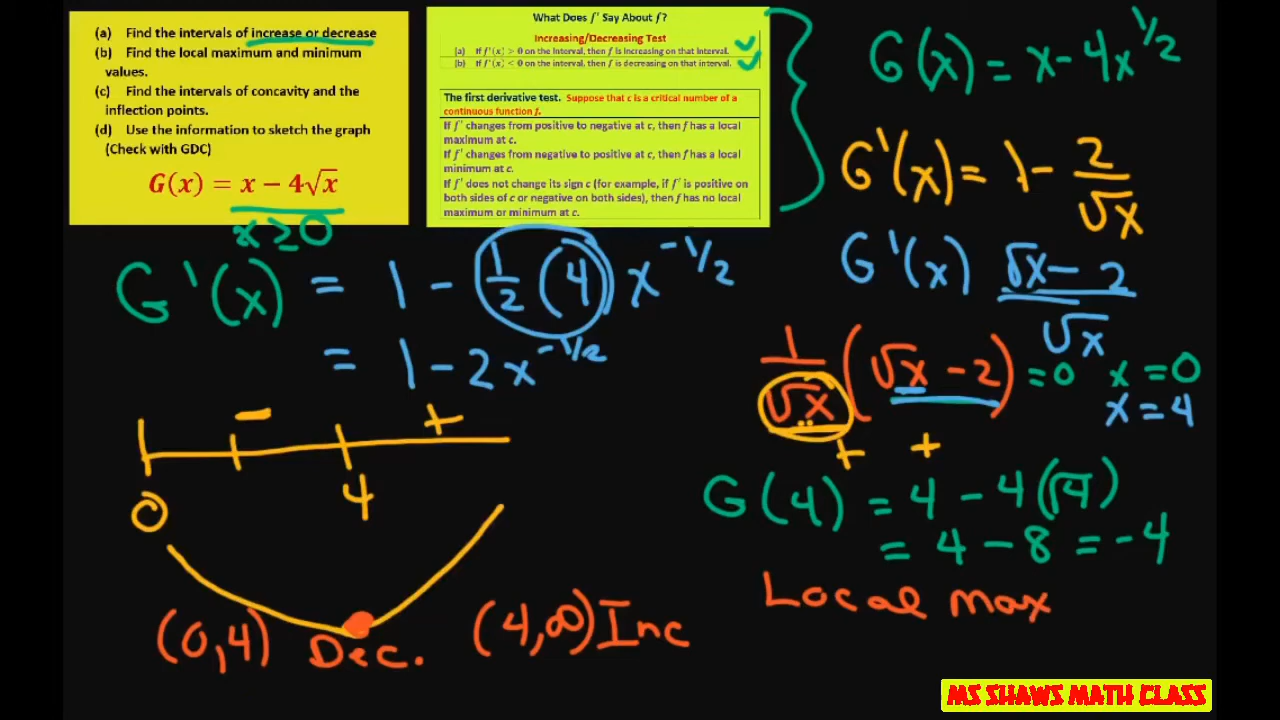 (a) Find the intervals of increase or decrease
(b) Find the local maximum and minimum
values.
(c) Find the intervals of concavity and the
inflection points.
(d) Use the information to sketch the graph
(Check with GDC)
G(x) = x − 4√x
x ≥ 0
What Does f' Say About f?
Increasing/Decreasing Test
(a) If f'(x) > 0 on the interval, then f is increasing on that interval.
(b) If f'(x) < 0 on the interval, then f is decreasing on that interval.
The first derivative test. Suppose that c is a critical number of a
continuous function f.
If f' changes from positive to negative at c, then f has a local
maximum at c.
If f' changes from negative to positive at c, then f has a local
minimum at c.
If f' does not change its sign c (for example, if f' is positive on
both sides of c or negative on both sides), then f has no local
maximum or minimum at c.
G(x) = x - 4x^1/2
G'(x) = 1 - 2/√x
G'(x) = 1 - 1/2 (4) x^-1/2
= 1 - 2x^-1/2
G'(x) √x - 2 / √x
1/√x (√x - 2) = 0 x = 0
x = 4
+ +
- +
0 4
G(4) = 4 - 4(√4)
= 4 - 8 = -4
Local max
(0,4) Dec. (4,∞) Inc
MS SHAWS MATH CLASS